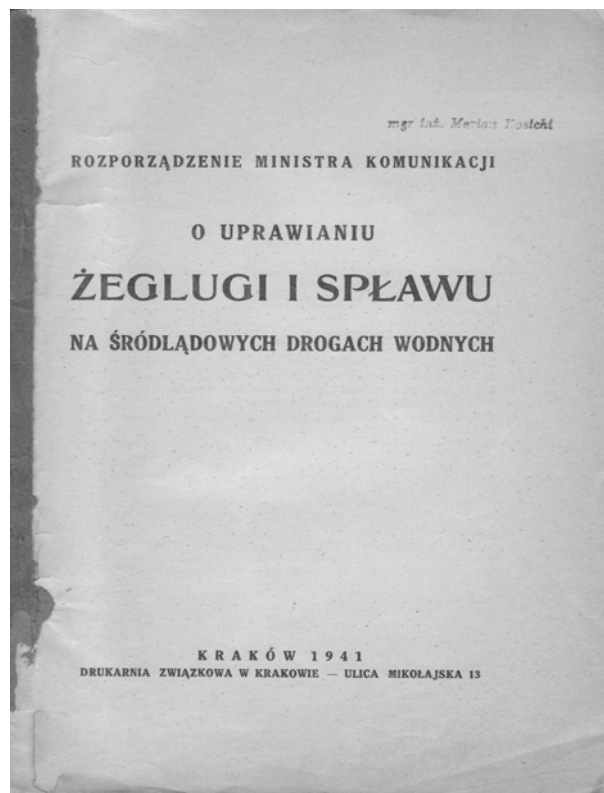 mgr inż. Marian Kosicki
ROZPORZĄDZENIE MINISTRA KOMUNIKACJI
O UPRAWIANIU
ŻEGLUGI I SPŁAWU
NA ŚRÓDLĄDOWYCH DROGACH WODNYCH
KRAKÓW 1941
DRUKARNIA ZWIĄZKOWA W KRAKOWIE — ULICA MIKOŁAJSKA 13